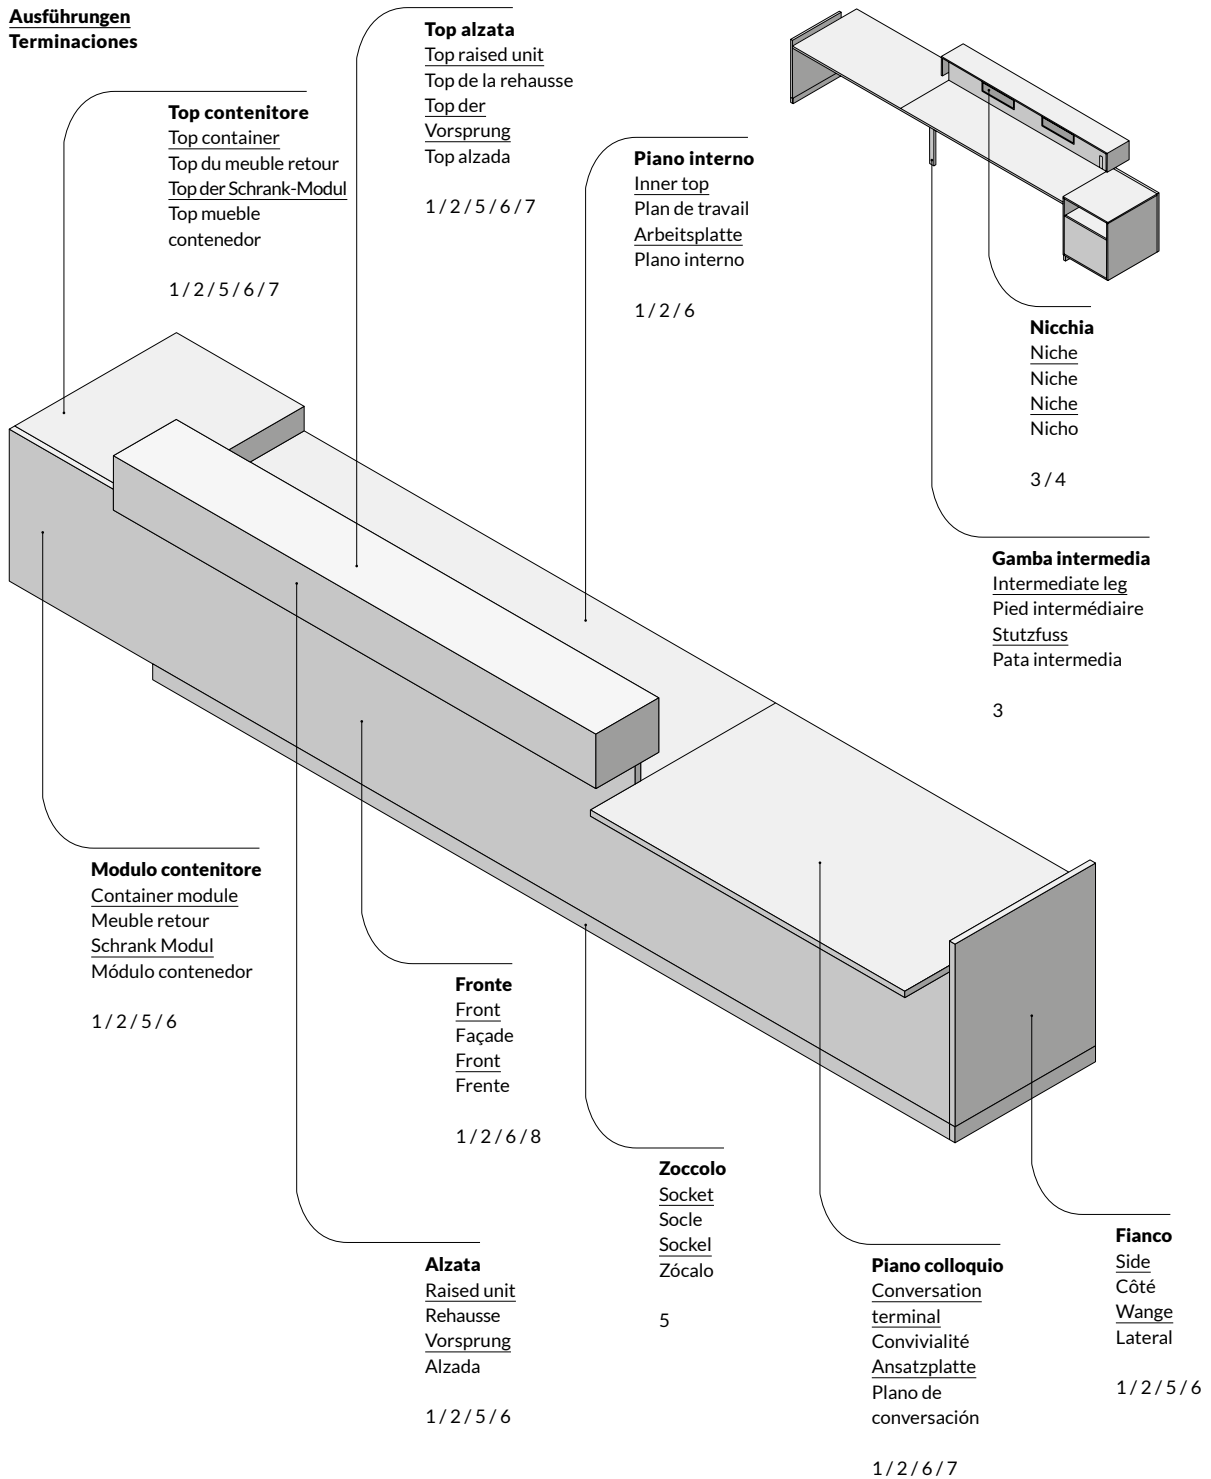 Ausführungen
Terminaciones
Top contenitore
Top container
Top du meuble retour
Top der Schrank-Modul
Top mueble
contenedor
1 / 2 / 5 / 6 / 7
Top alzata
Top raised unit
Top de la rehausse
Top der
Vorsprung
Top alzada
1 / 2 / 5 / 6 / 7
Piano interno
Inner top
Plan de travail
Arbeitsplatte
Plano interno
1 / 2 / 6
Nicchia
Niche
Niche
Niche
Nicho
3 / 4
Gamba intermedia
Intermediate leg
Pied intermédiaire
Stutzfuss
Pata intermedia
3
Modulo contenitore
Container module
Meuble retour
Schrank Modul
Módulo contenedor
1 / 2 / 5 / 6
Fronte
Front
Façade
Front
Frente
1 / 2 / 6 / 8
Alzata
Raised unit
Rehausse
Vorsprung
Alzada
1 / 2 / 5 / 6
Zoccolo
Socket
Socle
Sockel
Zócalo
5
Piano colloquio
Conversation
terminal
Convivialité
Ansatzplatte
Plano de
conversación
1 / 2 / 6 / 7
Fianco
Side
Côté
Wange
Lateral
1 / 2 / 5 / 6